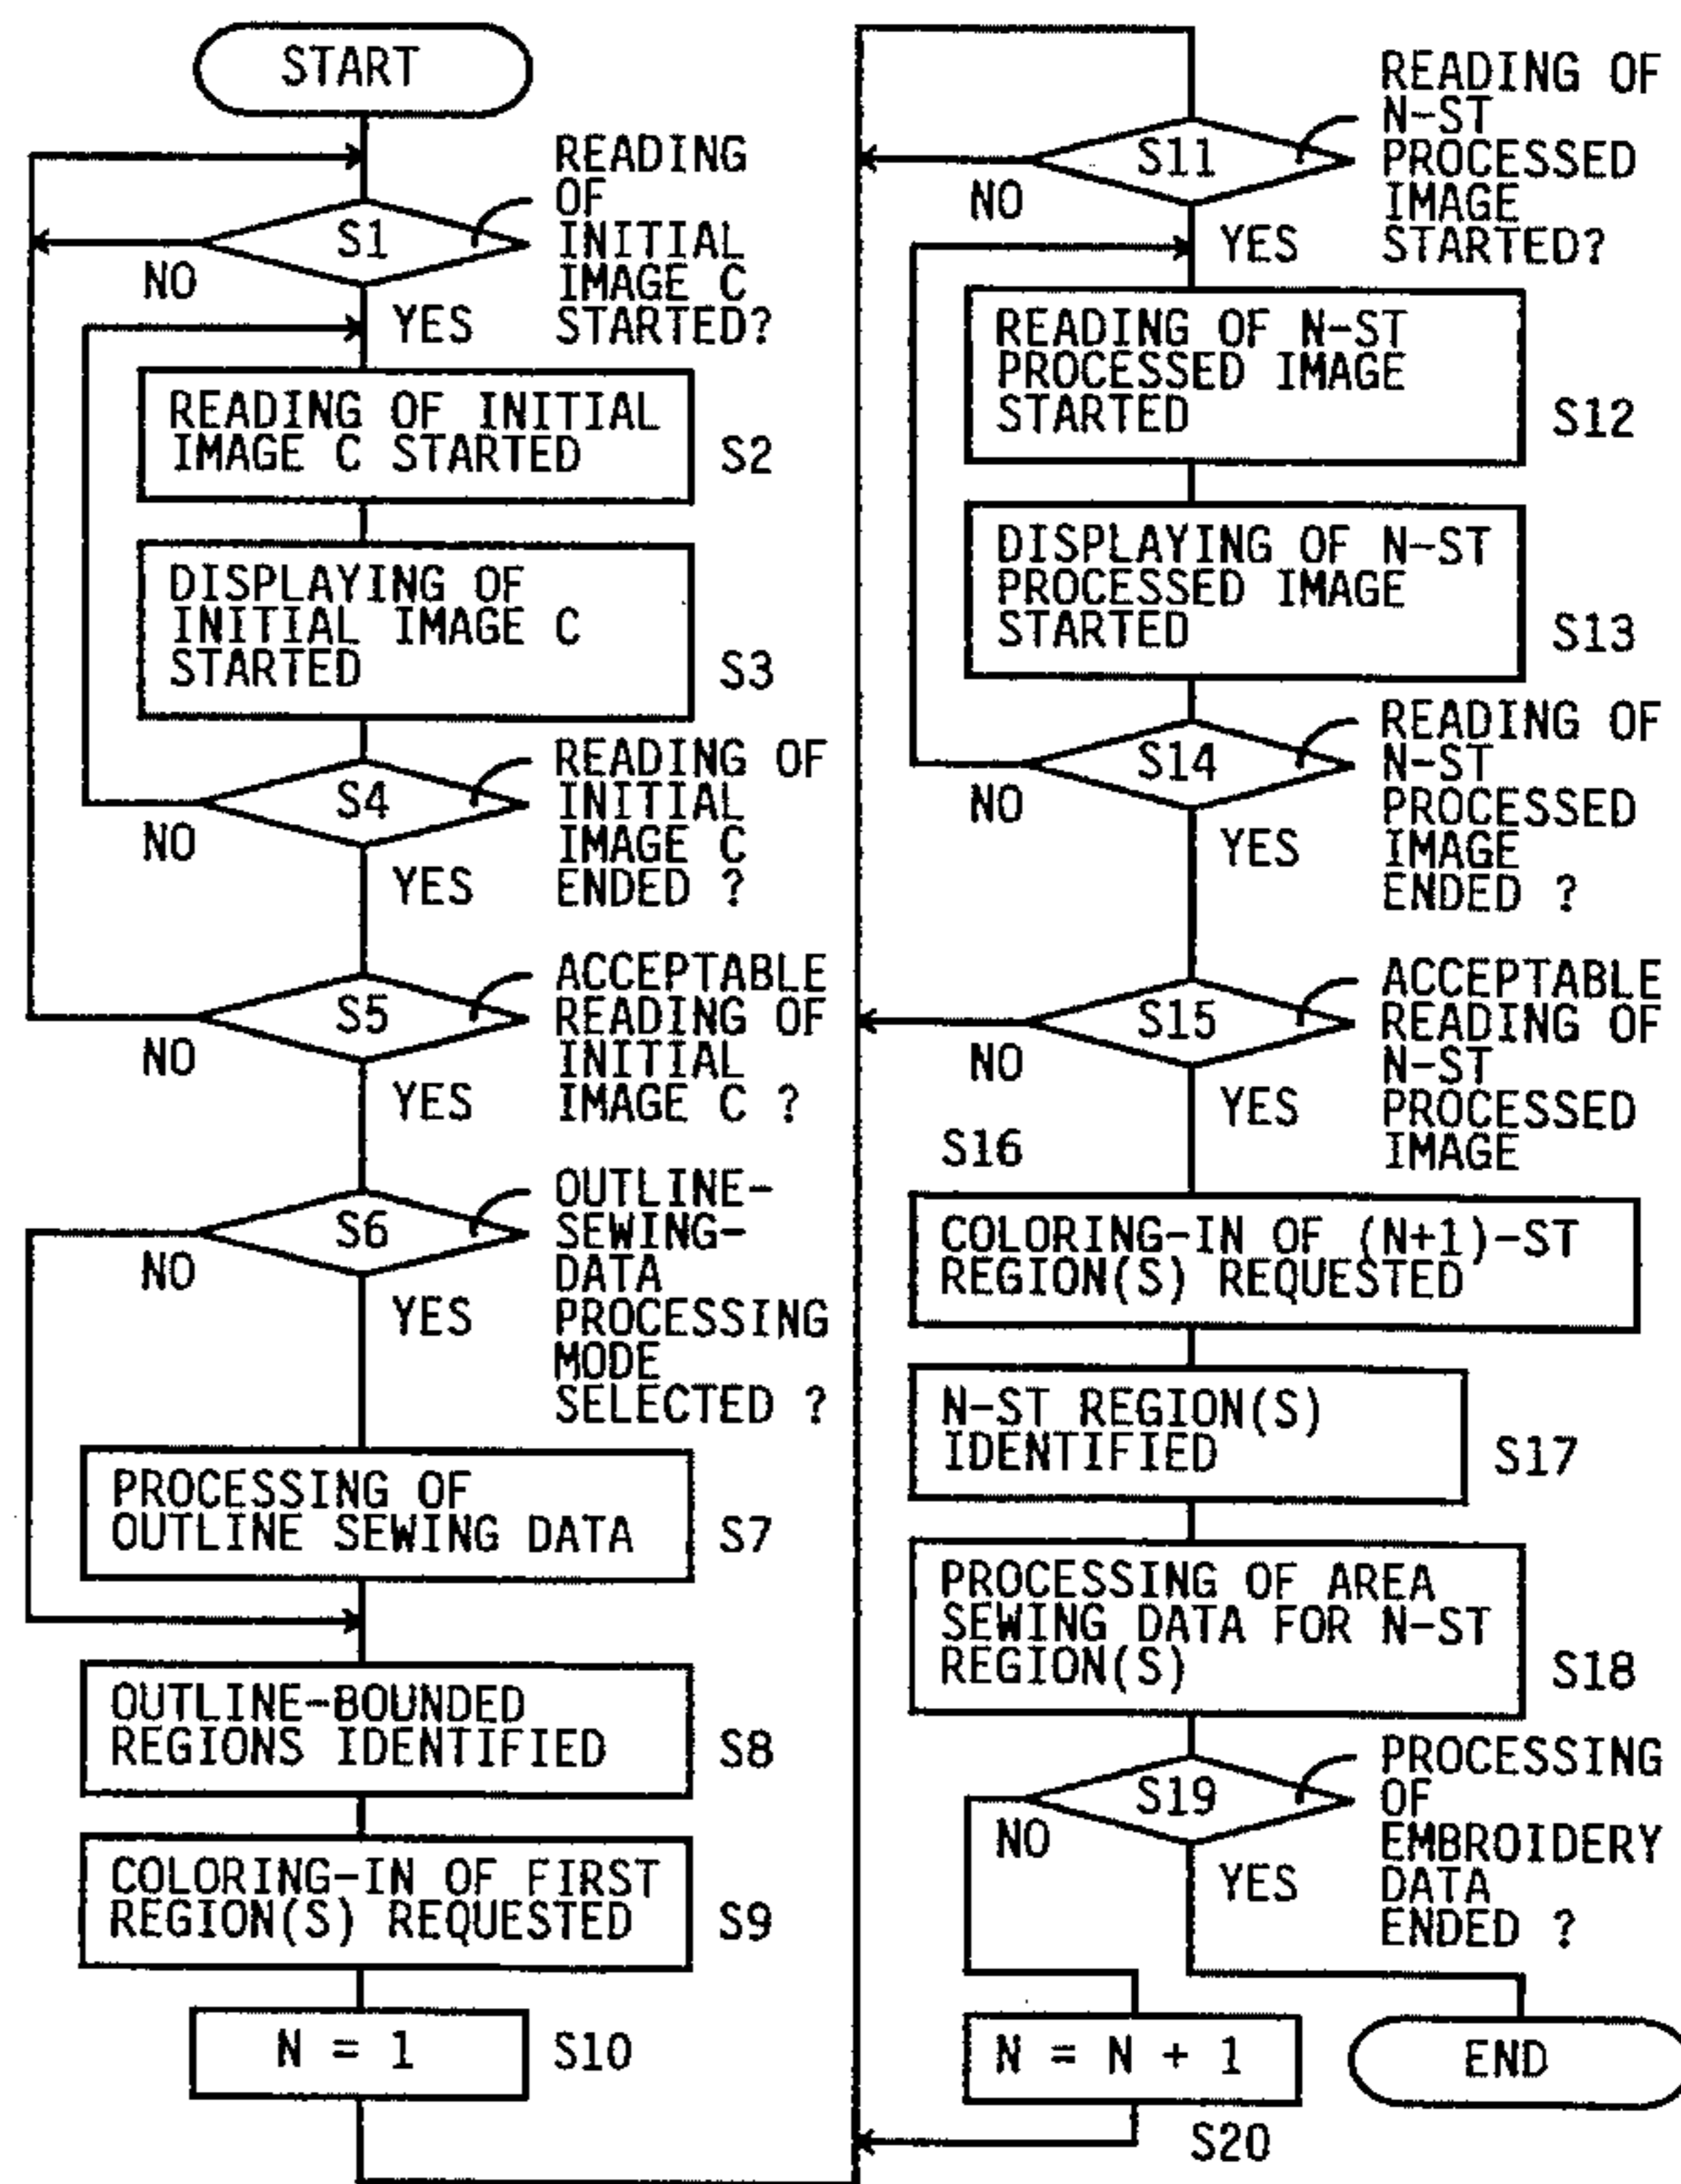 START
READING
OF
INITIAL
IMAGE C
STARTED?
S1
NO
YES
READING OF INITIAL
IMAGE C STARTED
S2
DISPLAYING OF
INITIAL IMAGE C
STARTED
S3
READING OF
INITIAL
IMAGE C
ENDED ?
S4
NO
YES
ACCEPTABLE
READING OF
INITIAL
IMAGE C ?
S5
NO
YES
OUTLINE-
SEWING-
DATA
PROCESSING
MODE
SELECTED ?
S6
NO
YES
PROCESSING OF
OUTLINE SEWING DATA
S7
OUTLINE-BOUNDED
REGIONS IDENTIFIED
S8
COLORING-IN OF FIRST
REGION(S) REQUESTED
S9
N = 1
S10
READING OF
N-ST
PROCESSED
IMAGE
STARTED?
S11
NO
YES
READING OF N-ST
PROCESSED IMAGE
STARTED
S12
DISPLAYING OF N-ST
PROCESSED IMAGE
STARTED
S13
READING OF
N-ST
PROCESSED
IMAGE
ENDED ?
S14
NO
YES
ACCEPTABLE
READING OF
N-ST
PROCESSED
IMAGE
S15
NO
YES
S16
COLORING-IN OF (N+1)-ST
REGION(S) REQUESTED
N-ST REGION(S)
IDENTIFIED
S17
PROCESSING OF AREA
SEWING DATA FOR N-ST
REGION(S)
S18
PROCESSING
OF
EMBROIDERY
DATA
ENDED ?
S19
NO
YES
N = N + 1
S20
END